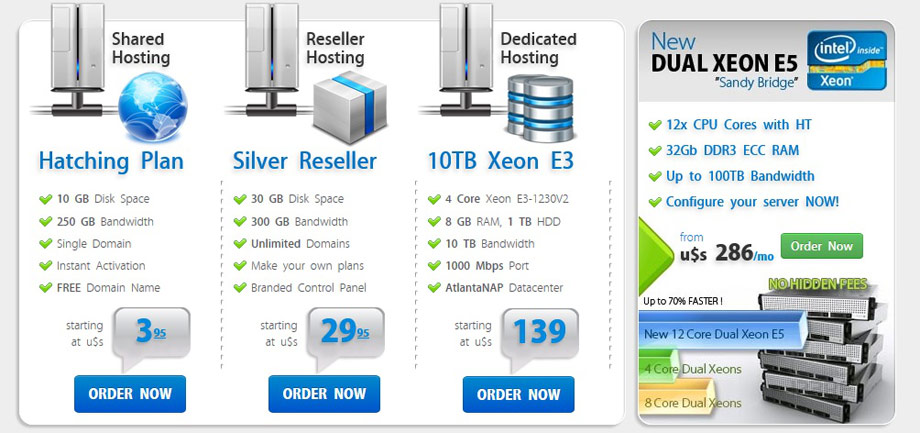 Shared
Hosting
Hatching Plan
10 GB Disk Space
250 GB Bandwidth
Single Domain
Instant Activation
FREE Domain Name
starting
at u$s
3.95
ORDER NOW
Reseller
Hosting
Silver Reseller
30 GB Disk Space
300 GB Bandwidth
Unlimited Domains
Make your own plans
Branded Control Panel
starting
at u$s
29.95
ORDER NOW
Dedicated
Hosting
10TB Xeon E3
4 Core Xeon E3-1230V2
8 GB RAM, 1 TB HDD
10 TB Bandwidth
1000 Mbps Port
AtlantaNAP Datacenter
starting
at u$s
139
ORDER NOW
New
DUAL XEON E5
"Sandy Bridge"
intel inside
Xeon
12x CPU Cores with HT
32Gb DDR3 ECC RAM
Up to 100TB Bandwidth
Configure your server NOW!
from
u$s 286/mo
Order Now
NO HIDDEN FEES
Up to 70% FASTER !
New 12 Core Dual Xeon E5
4 Core Dual Xeons
8 Core Dual Xeons